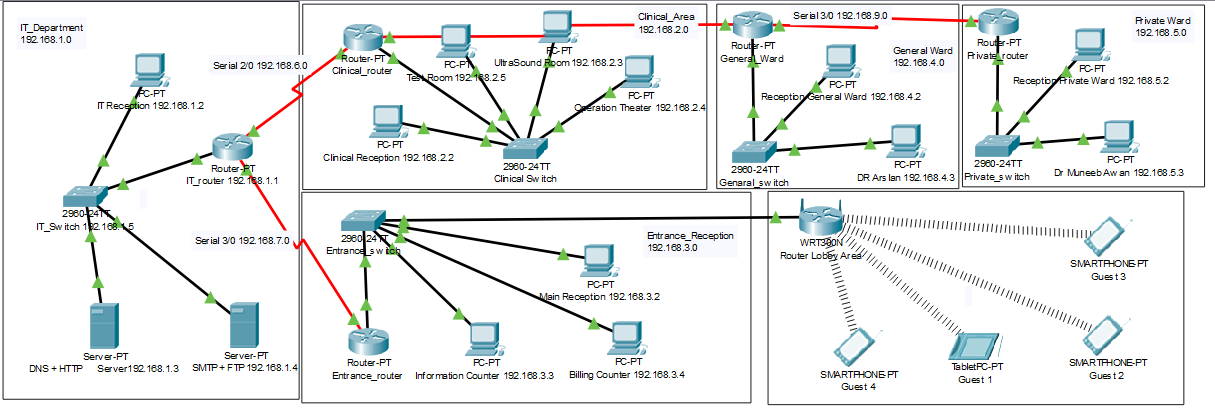 IT_Department
192.168.1.0
PC-PT
IT Reception 192.168.1.2
Router-PT
IT_router 192.168.1.1
2960-24TT
IT_Switch 192.168.1.5
Server-PT
DNS + HTTP Server192.168.1.3
Server-PT
SMTP + FTP 192.168.1.4
Serial 2/0 192.168.6.0
Serial 3/0 192.168.7.0
Clinical_Area
192.168.2.0
Router-PT
Clinical_router
PC-PT
Test Room 192.168.2.5
PC-PT
UltraSound Room 192.168.2.3
PC-PT
Operation Theater 192.168.2.4
PC-PT
Clinical Reception 192.168.2.2
2960-24TT
Clinical Switch
Serial 3/0 192.168.9.0
Router-PT
General_Ward
General Ward
192.168.4.0
PC-PT
Reception General Ward 192.168.4.2
2960-24TT
General_switch
PC-PT
DR Arslan 192.168.4.3
Private Ward
192.168.5.0
Router-PT
Private_router
PC-PT
Reception Private Ward 192.168.5.2
2960-24TT
Private_switch
PC-PT
Dr Muneeb Awan 192.168.5.3
2960-24TT
Entrance_switch
Entrance_Reception
192.168.3.0
PC-PT
Main Reception 192.168.3.2
Router-PT
Entrance_router
PC-PT
Information Counter 192.168.3.3
PC-PT
Billing Counter 192.168.3.4
WRT300N
Router Lobby Area
SMARTPHONE-PT
Guest 3
SMARTPHONE-PT
Guest 4
TabletPC-PT
Guest 1
SMARTPHONE-PT
Guest 2